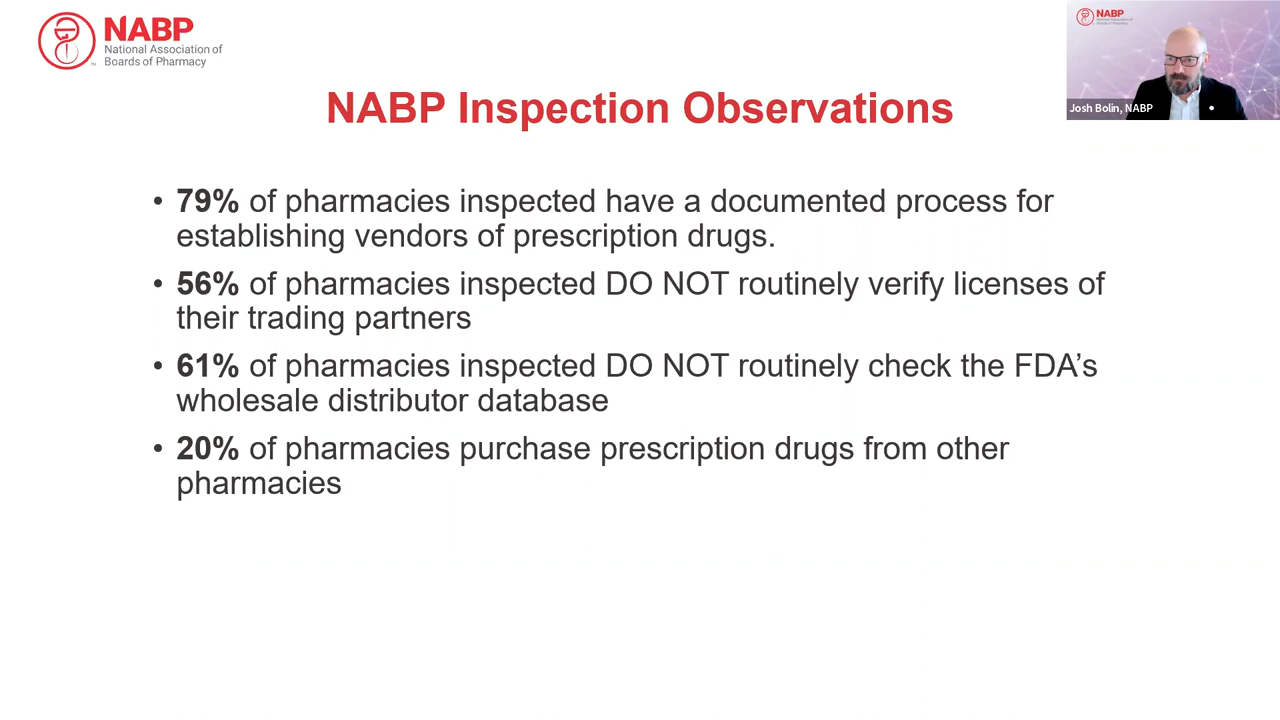 NABP
National Association of
Boards of Pharmacy
NABP
Josh Bolin, NABP
NABP Inspection Observations
• 79% of pharmacies inspected have a documented process for
establishing vendors of prescription drugs.
• 56% of pharmacies inspected DO NOT routinely verify licenses of
their trading partners
• 61% of pharmacies inspected DO NOT routinely check the FDA’s
wholesale distributor database
• 20% of pharmacies purchase prescription drugs from other
pharmacies